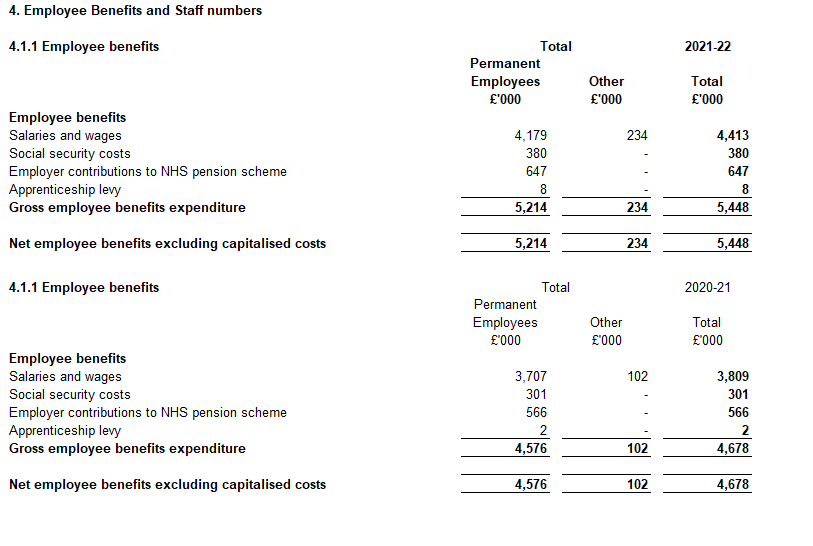 4. Employee Benefits and Staff numbers
4.1.1 Employee benefits Total 2021-22
Permanent
Employees Other Total
£'000 £'000 £'000
Employee benefits
Salaries and wages 4,179 234 4,413
Social security costs 380 - 380
Employer contributions to NHS pension scheme 647 - 647
Apprenticeship levy 8 - 8
Gross employee benefits expenditure 5,214 234 5,448
Net employee benefits excluding capitalised costs 5,214 234 5,448
4.1.1 Employee benefits Total 2020-21
Permanent
Employees Other Total
£'000 £'000 £'000
Employee benefits
Salaries and wages 3,707 102 3,809
Social security costs 301 - 301
Employer contributions to NHS pension scheme 566 - 566
Apprenticeship levy 2 - 2
Gross employee benefits expenditure 4,576 102 4,678
Net employee benefits excluding capitalised costs 4,576 102 4,678